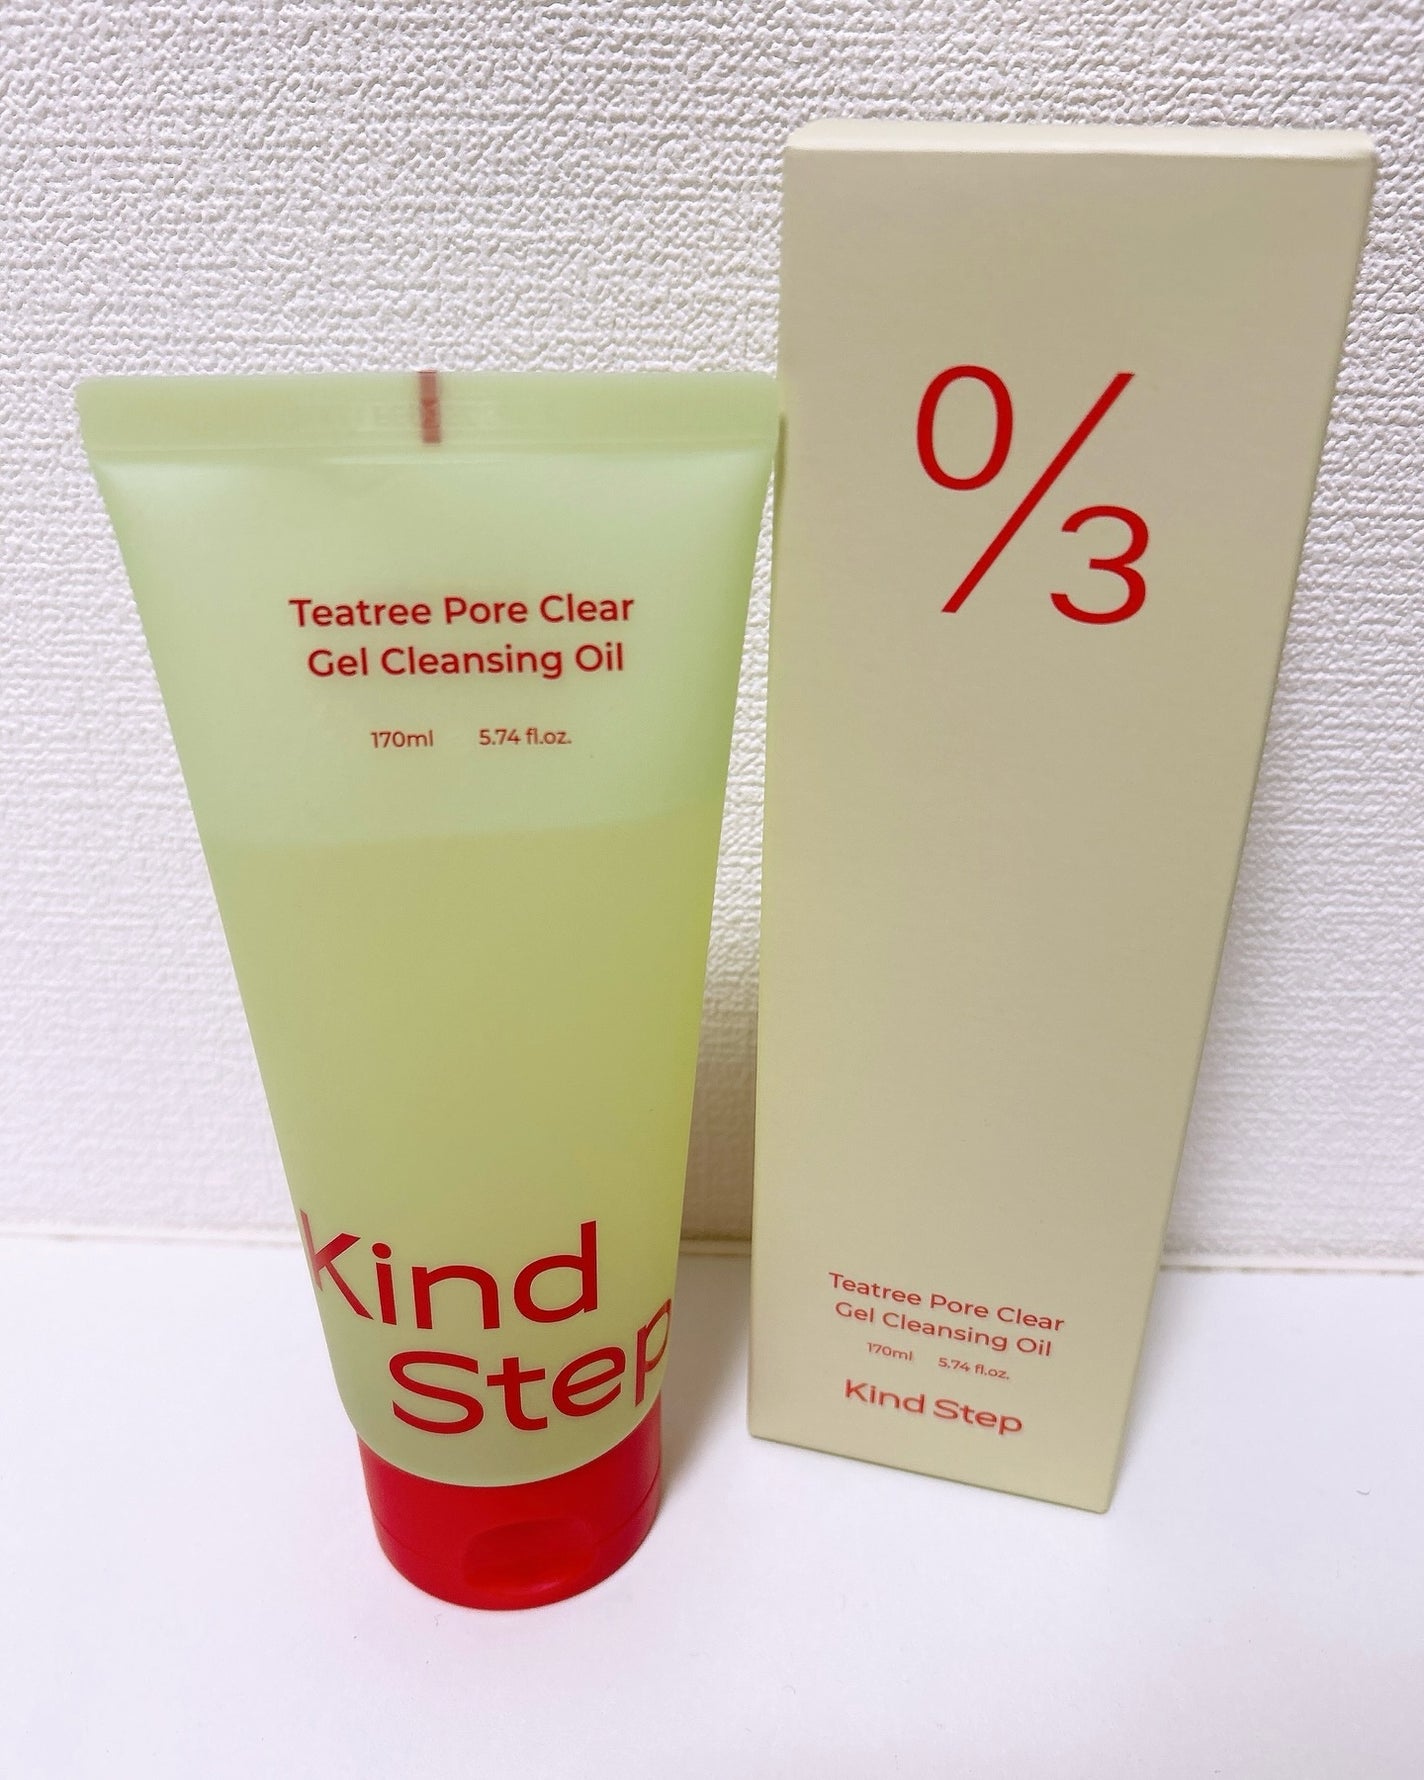 Teatree Pore Clear
Gel Cleansing Oil
170ml 5.74 fl.oz.
Kind
Step
0/3
Teatree Pore Clear
Gel Cleansing Oil
170ml 5.74 fl.oz.
Kind Step